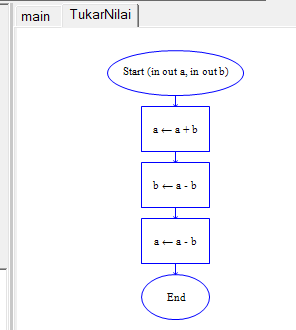 main
TukarNilai
Start (in out a, in out b)
a ← a + b
b ← a - b
a ← a - b
End